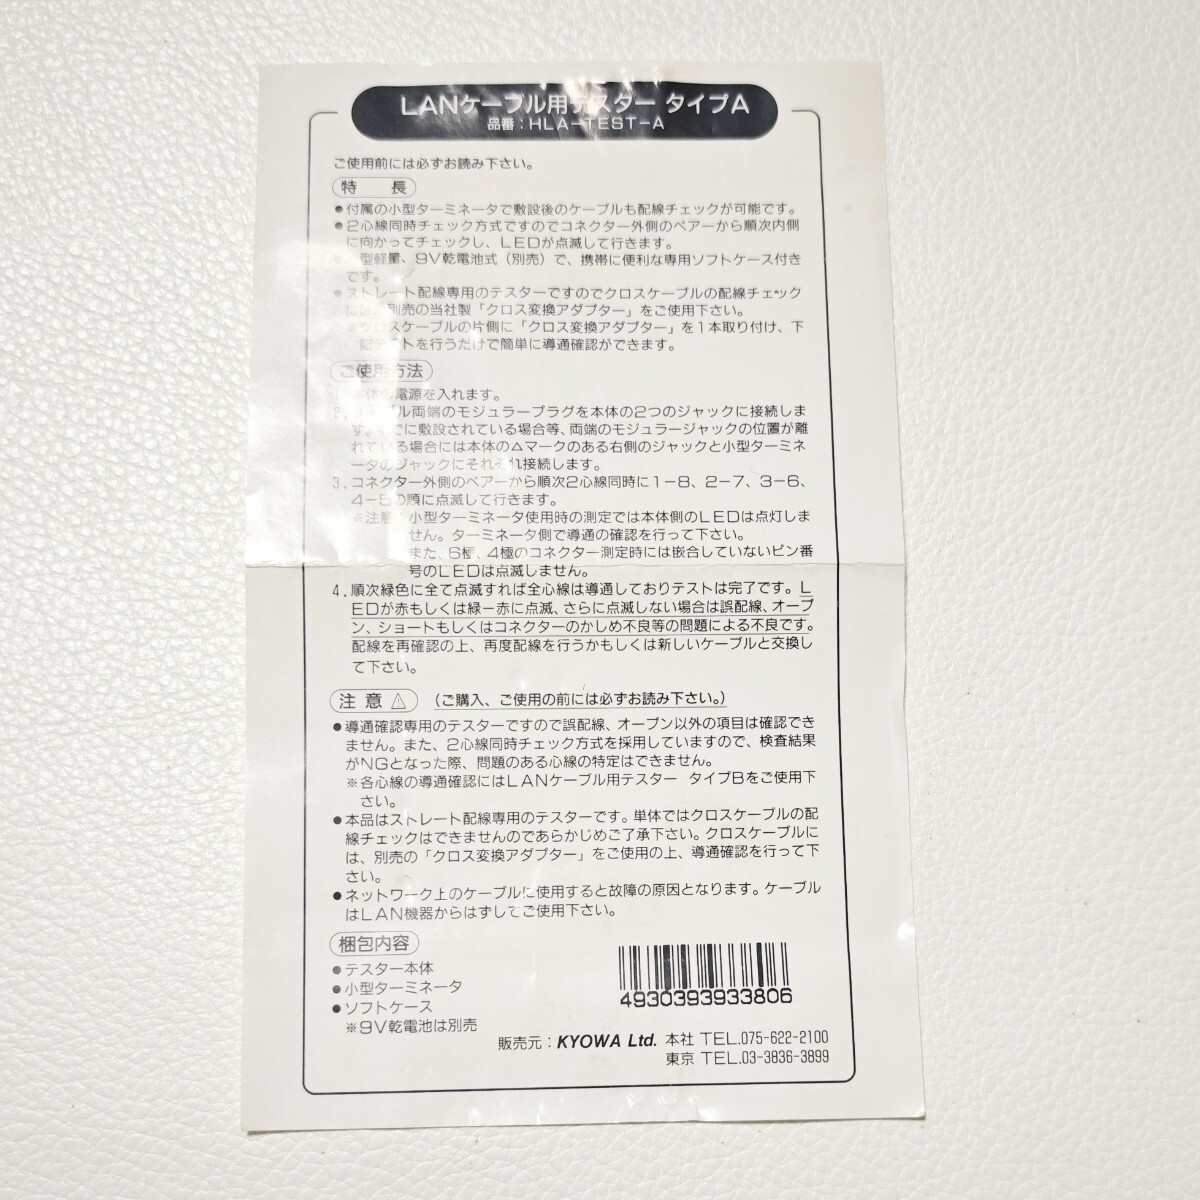 LANケーブル用テスター タイプA
品番：HLA-TEST-A
ご使用前には必ずお読み下さい。
特 長
●付属の小型ターミネータで敷設後のケーブルも配線チェックが可能です。
●2心線同時チェック方式ですのでコネクター外側のペアーから順次内側
に向かってチェックし、LEDが点滅して行きます。
●型軽量、9V乾電池式（別売）で、携帯に便利な専用ソフトケース付き
です。
●ストレート配線専用のテスターですのでクロスケーブルの配線チェック
には、別売の当社製「クロス変換アダプター」をご使用下さい。
※クロスケーブルの片側に「クロス変換アダプター」を1本取り付け、下
記テストを行うだけで簡単に導通確認ができます。
ご使用方法
電源を入れます。
2.ケーブル両端のモジュラープラグを本体の2つのジャックに接続しま
す。すでに敷設されている場合等、両端のモジュラージャックの位置が離
れている場合には本体の△マークのある右側のジャックと小型ターミネ
ータのジャックにそれぞれ接続します。
3.コネクター外側のペアーから順次2心線同時に1-8、2-7、3-6、
4-5の順に点滅して行きます。
※注意：小型ターミネータ使用時の測定では本体側のLEDは点灯しま
せん。ターミネータ側で導通の確認を行って下さい。
また、6極、4極のコネクター測定時には嵌合していないピン番
号のLEDは点滅しません。
4.順次緑色に全て点滅すれば全心線は導通しておりテストは完了です。L
EDが赤もしくは緑ー赤に点滅、さらに点滅しない場合は誤配線、オープ
ン、ショートもしくはコネクターのかしめ不良等の問題による不良です。
配線を再確認の上、再度配線を行うかもしくは新しいケーブルと交換し
て下さい。
注 意 ⚠ （ご購入、ご使用の前には必ずお読み下さい。）
●導通確認専用のテスターですので誤配線、オープン以外の項目は確認でき
ません。また、2心線同時チェック方式を採用していますので、検査結果
がNGとなった際、問題のある心線の特定はできません。
※各心線の導通確認にはLANケーブル用テスター タイプBをご使用下
さい。
●本品はストレート配線専用のテスターです。単体ではクロスケーブルの配
線チェックはできませんのであらかじめご了承下さい。クロスケーブルに
は、別売の「クロス変換アダプター」をご使用の上、導通確認を行って下
さい。
●ネットワーク上のケーブルに使用すると故障の原因となります。ケーブル
はLAN機器からはずしてご使用下さい。
梱包内容
●テスター本体
●小型ターミネータ
●ソフトケース
※9V乾電池は別売
4930393933806
販売元：KYOWA Ltd. 本社 TEL.075-622-2100
東京 TEL.03-3836-3899